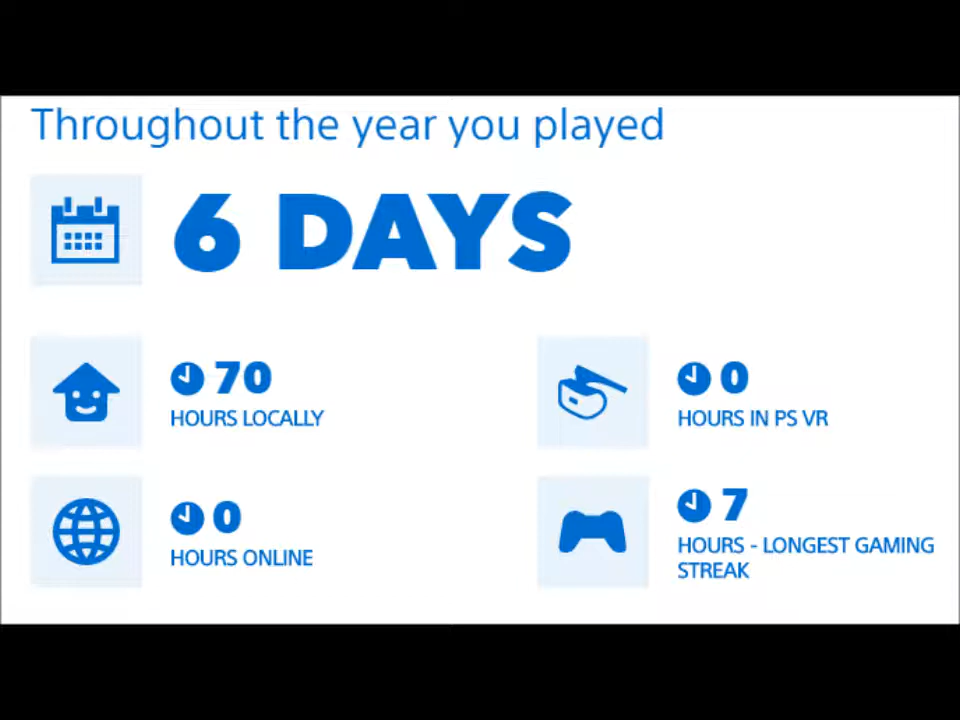 Throughout the year you played
6 DAYS
70
HOURS LOCALLY
0
HOURS IN PS VR
0
HOURS ONLINE
7
HOURS - LONGEST GAMING
STREAK